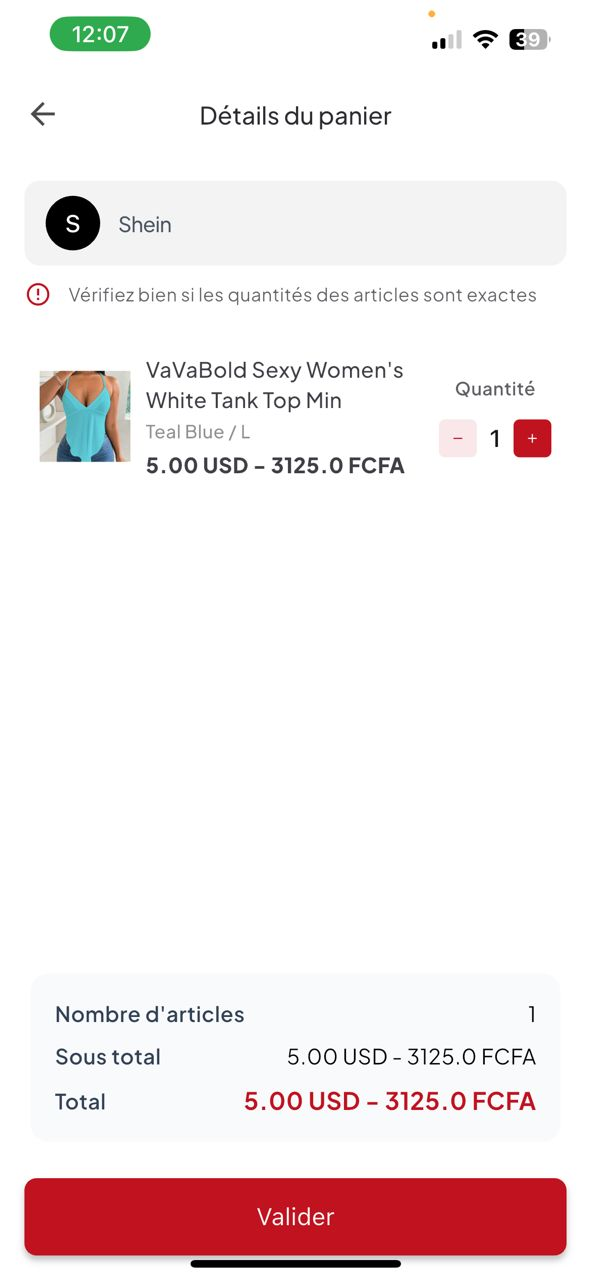 12:07
39
Détails du panier
S
Shein
Vérifiez bien si les quantités des articles sont exactes
VaVaBold Sexy Women's
White Tank Top Min
Teal Blue / L
5.00 USD - 3125.0 FCFA
Quantité
− 1 +
Nombre d'articles 1
Sous total 5.00 USD - 3125.0 FCFA
Total 5.00 USD - 3125.0 FCFA
Valider